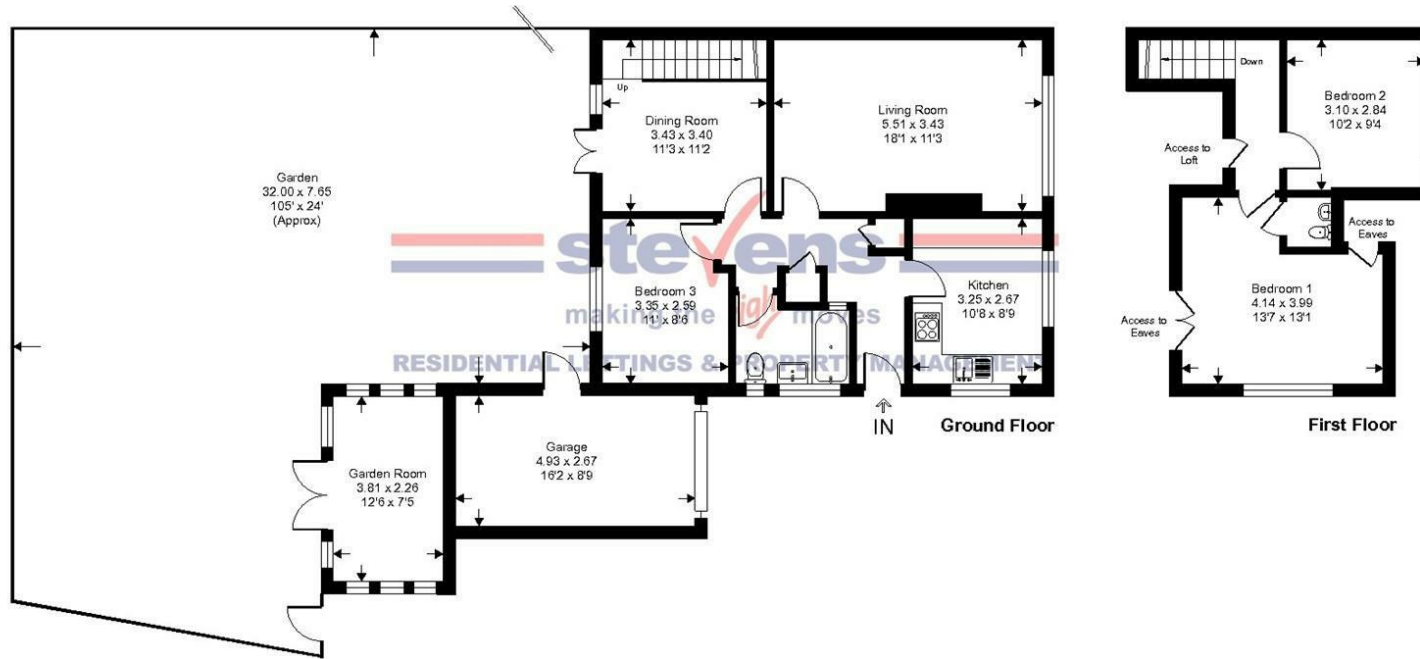 Garden
32.00 x 7.65
105' x 24'
(Approx)
Up
Dining Room
3.43 x 3.40
11'3 x 11'2
Living Room
5.51 x 3.43
18'1 x 11'3
stevens
making the right moves
RESIDENTIAL LETTINGS & PROPERTY MANAGEMENT
Bedroom 3
3.35 x 2.59
11' x 8'6
Kitchen
3.25 x 2.67
10'8 x 8'9
IN
Ground Floor
Garage
4.93 x 2.67
16'2 x 8'9
Garden Room
3.81 x 2.26
12'6 x 7'5
Down
Bedroom 2
3.10 x 2.84
10'2 x 9'4
Access to
Loft
Access to
Eaves
Bedroom 1
4.14 x 3.99
13'7 x 13'1
Access to
Eaves
First Floor